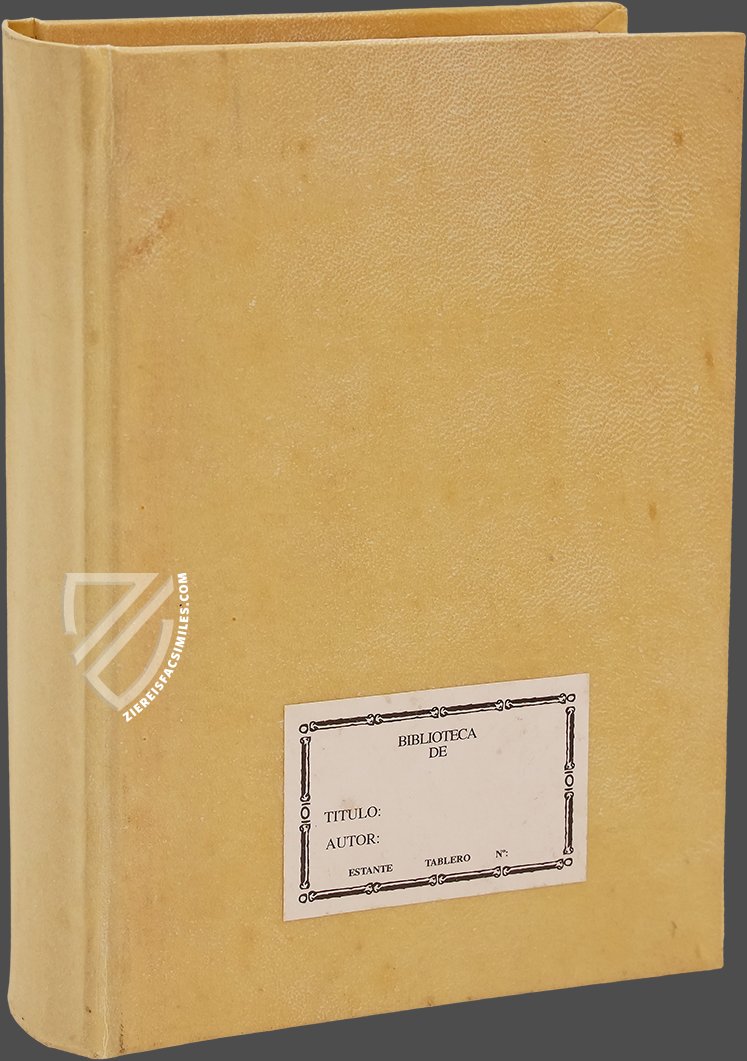 BIBLIOTECA
DE
TITULO:
AUTOR:
ESTANTE TABLERO Nº:
ZIEREISFACSIMILES.COM